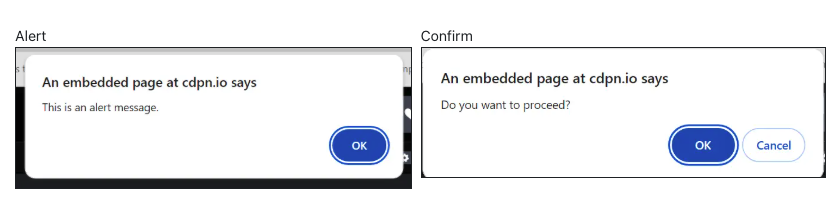 Alert
An embedded page at cdpn.io says
This is an alert message.
OK
Confirm
An embedded page at cdpn.io says
Do you want to proceed?
OK
Cancel